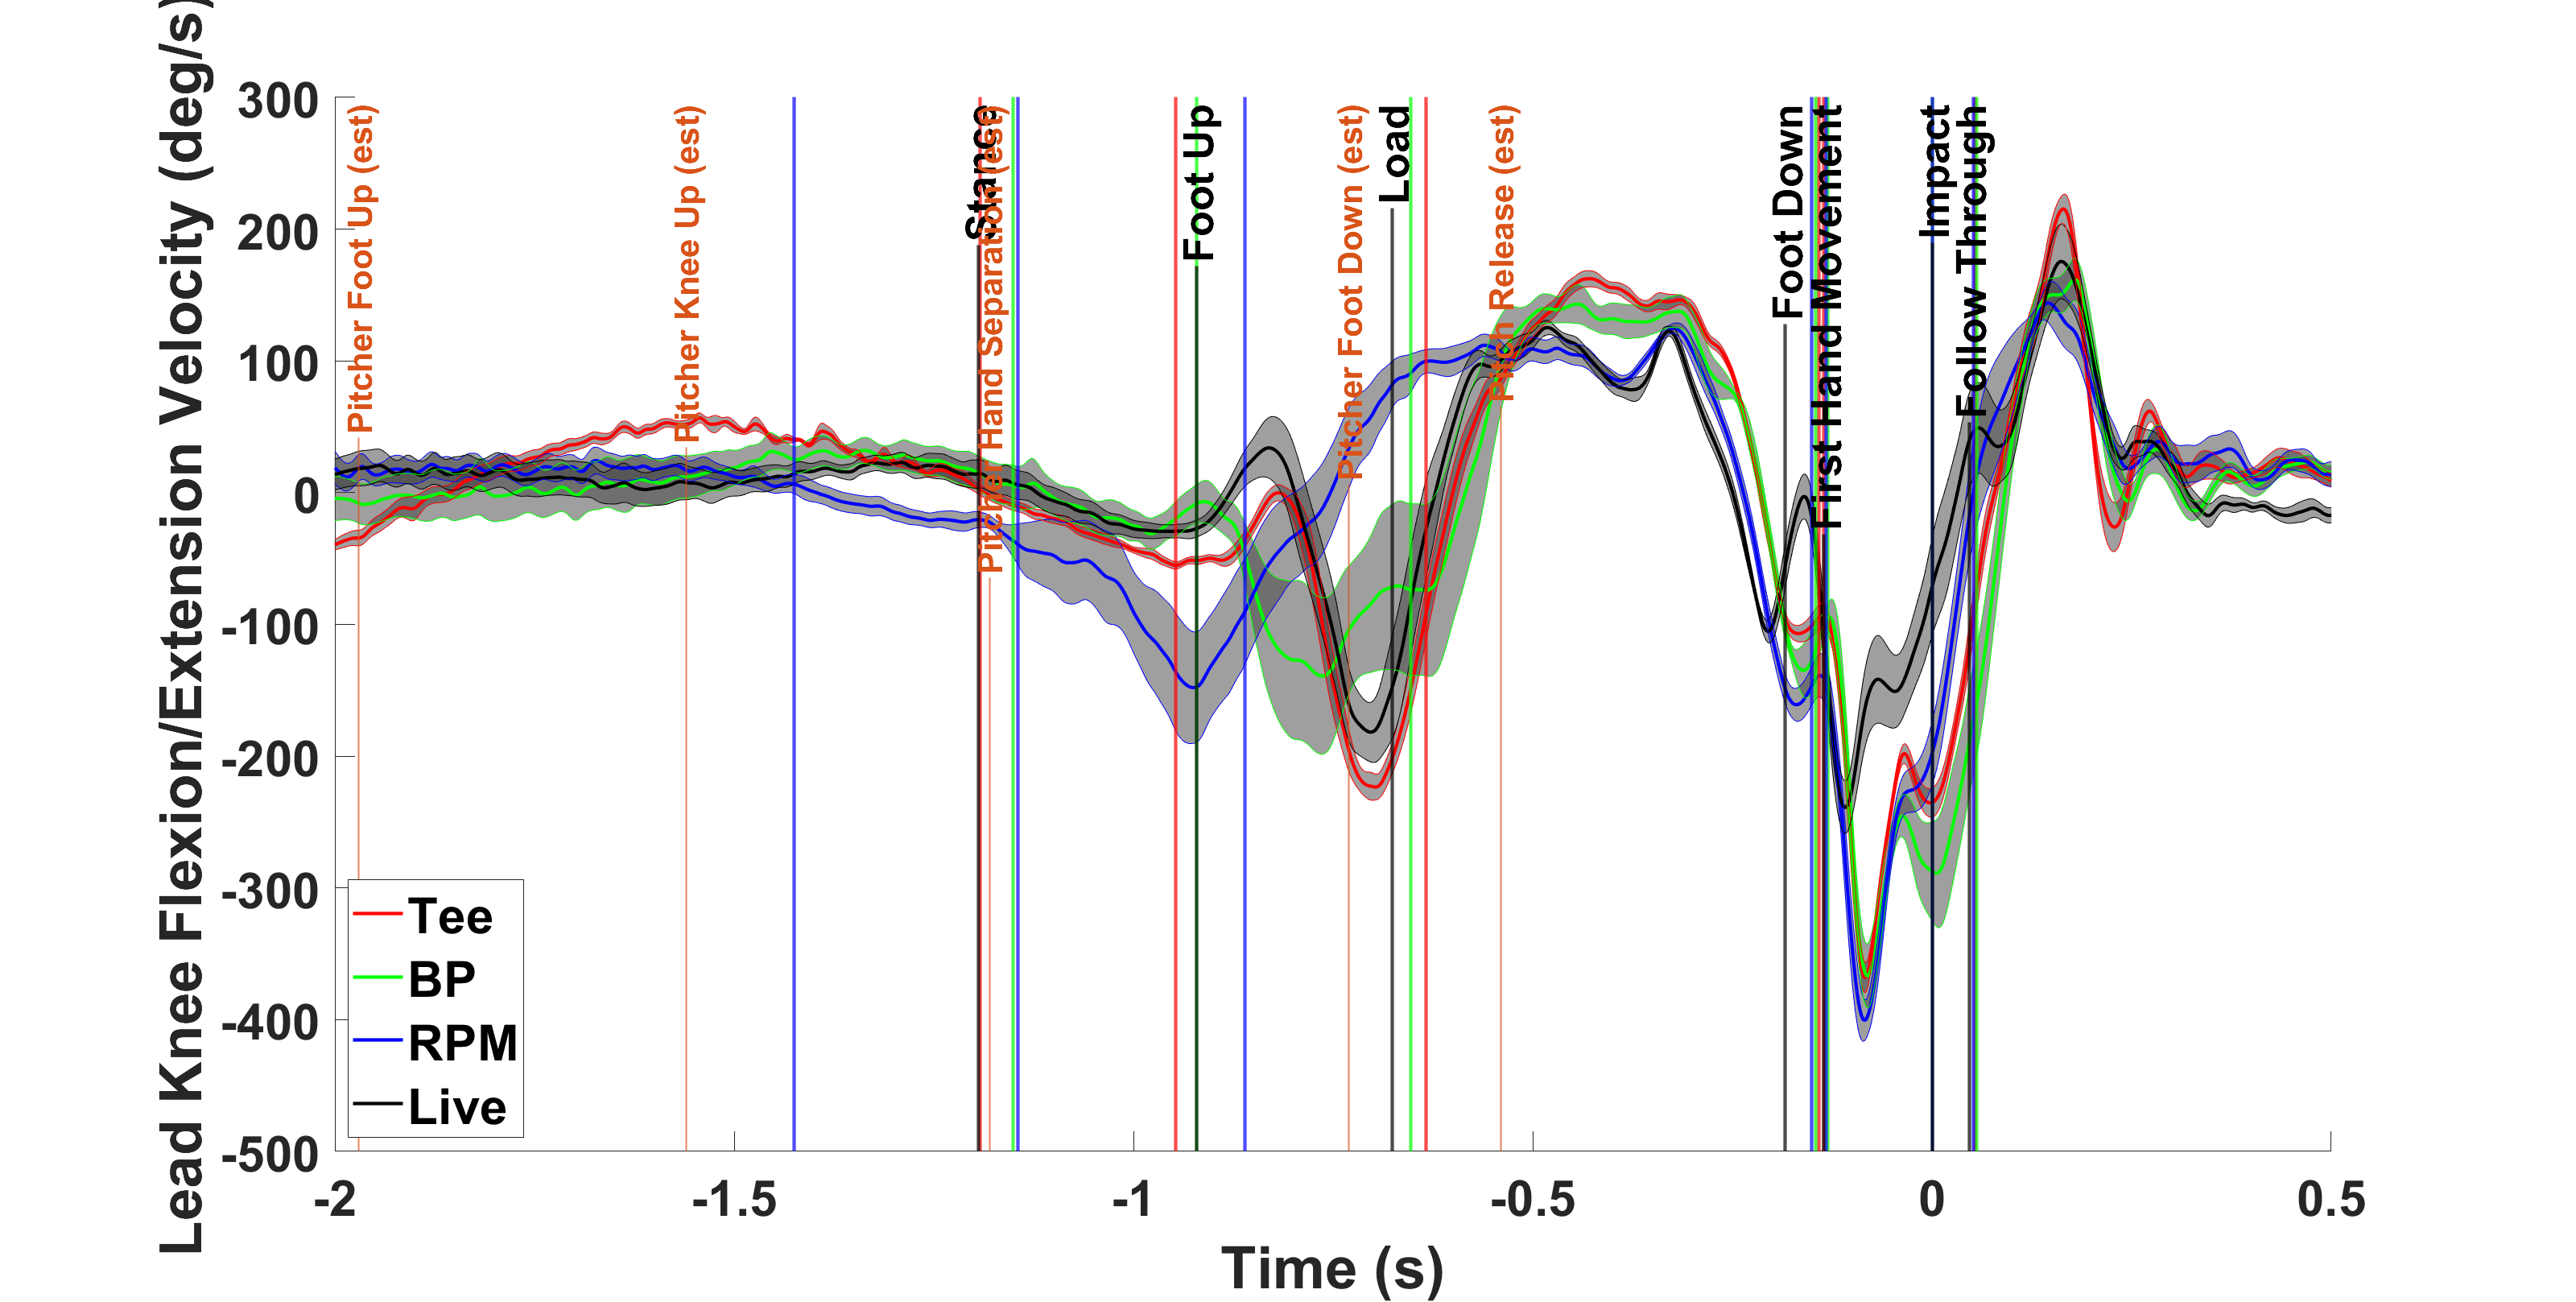 Lead Knee Flexion/Extension Velocity (deg/s)
300
200
100
0
-100
-200
-300
-400
-500
Pitcher Foot Up (est)
Pitcher Knee Up (est)
Stance
Pitcher Hand Separation (est)
Foot Up
Pitcher Foot Down (est)
Load
Pitch Release (est)
Foot Down
First Hand Movement
Impact
Follow Through
Tee
BP
RPM
Live
-2
-1.5
-1
-0.5
0
0.5
Time (s)